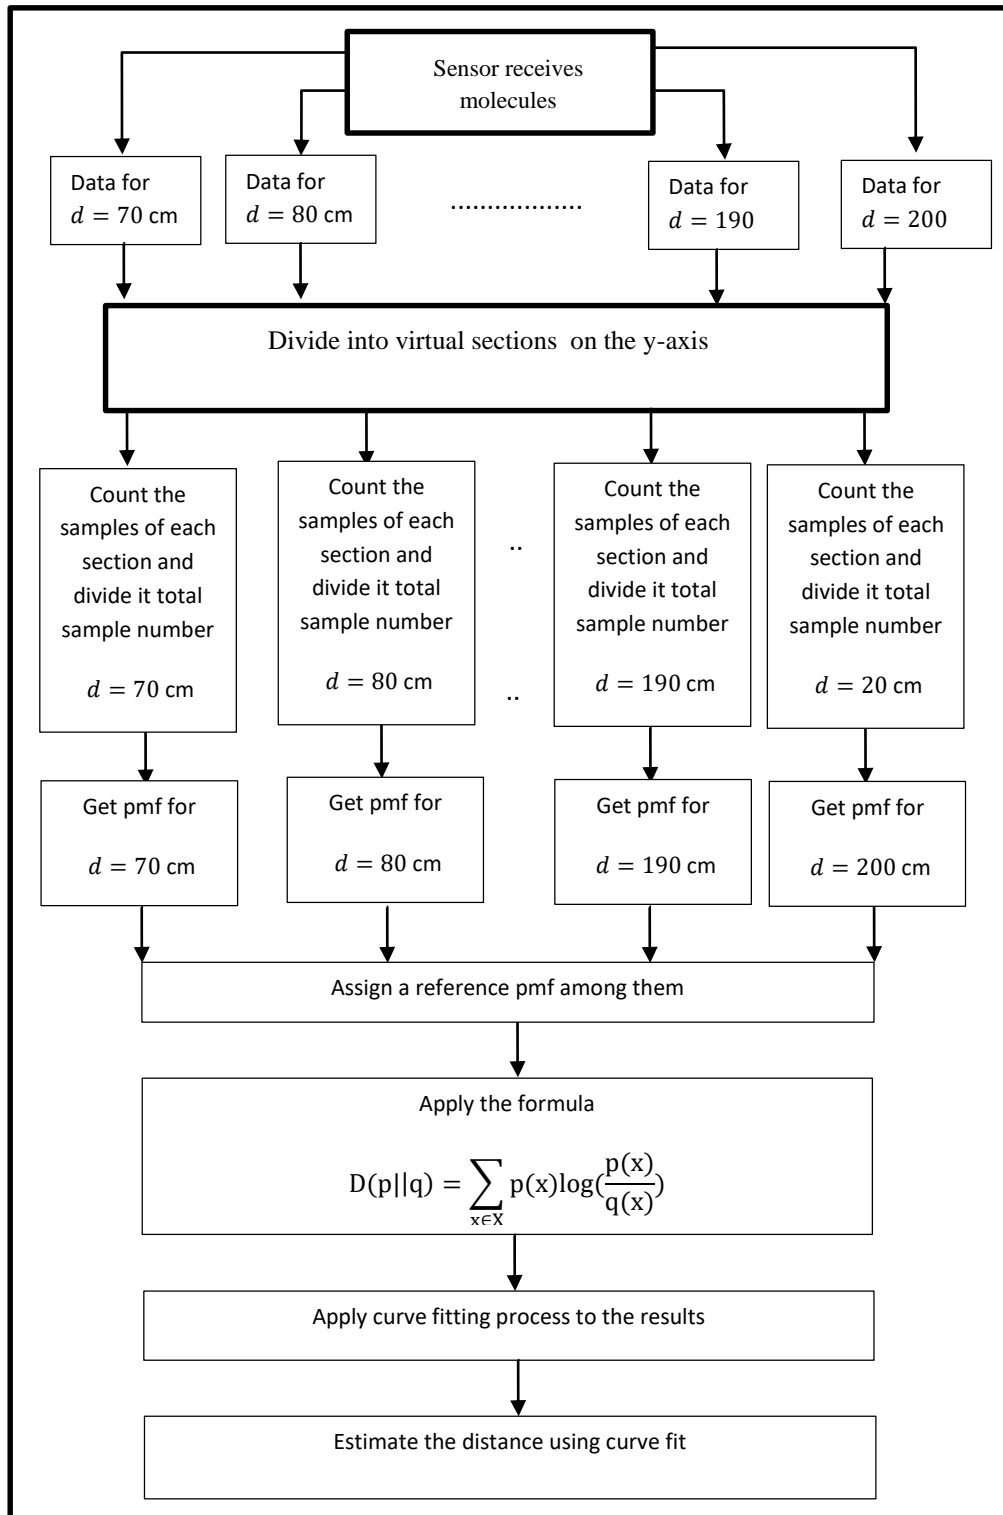 Sensor receives
molecules
Data for
d = 70 cm
Data for
d = 80 cm
..................
Data for
d = 190
Data for
d = 200
Divide into virtual sections on the y-axis
Count the
samples of each
section and
divide it total
sample number
d = 70 cm
Count the
samples of each
section and
divide it total
sample number
d = 80 cm
..
..
Count the
samples of each
section and
divide it total
sample number
d = 190 cm
Count the
samples of each
section and
divide it total
sample number
d = 20 cm
Get pmf for
d = 70 cm
Get pmf for
d = 80 cm
Get pmf for
d = 190 cm
Get pmf for
d = 200 cm
Assign a reference pmf among them
Apply the formula
D(p||q) = ∑x∈X p(x)log(p(x)/q(x))
Apply curve fitting process to the results
Estimate the distance using curve fit